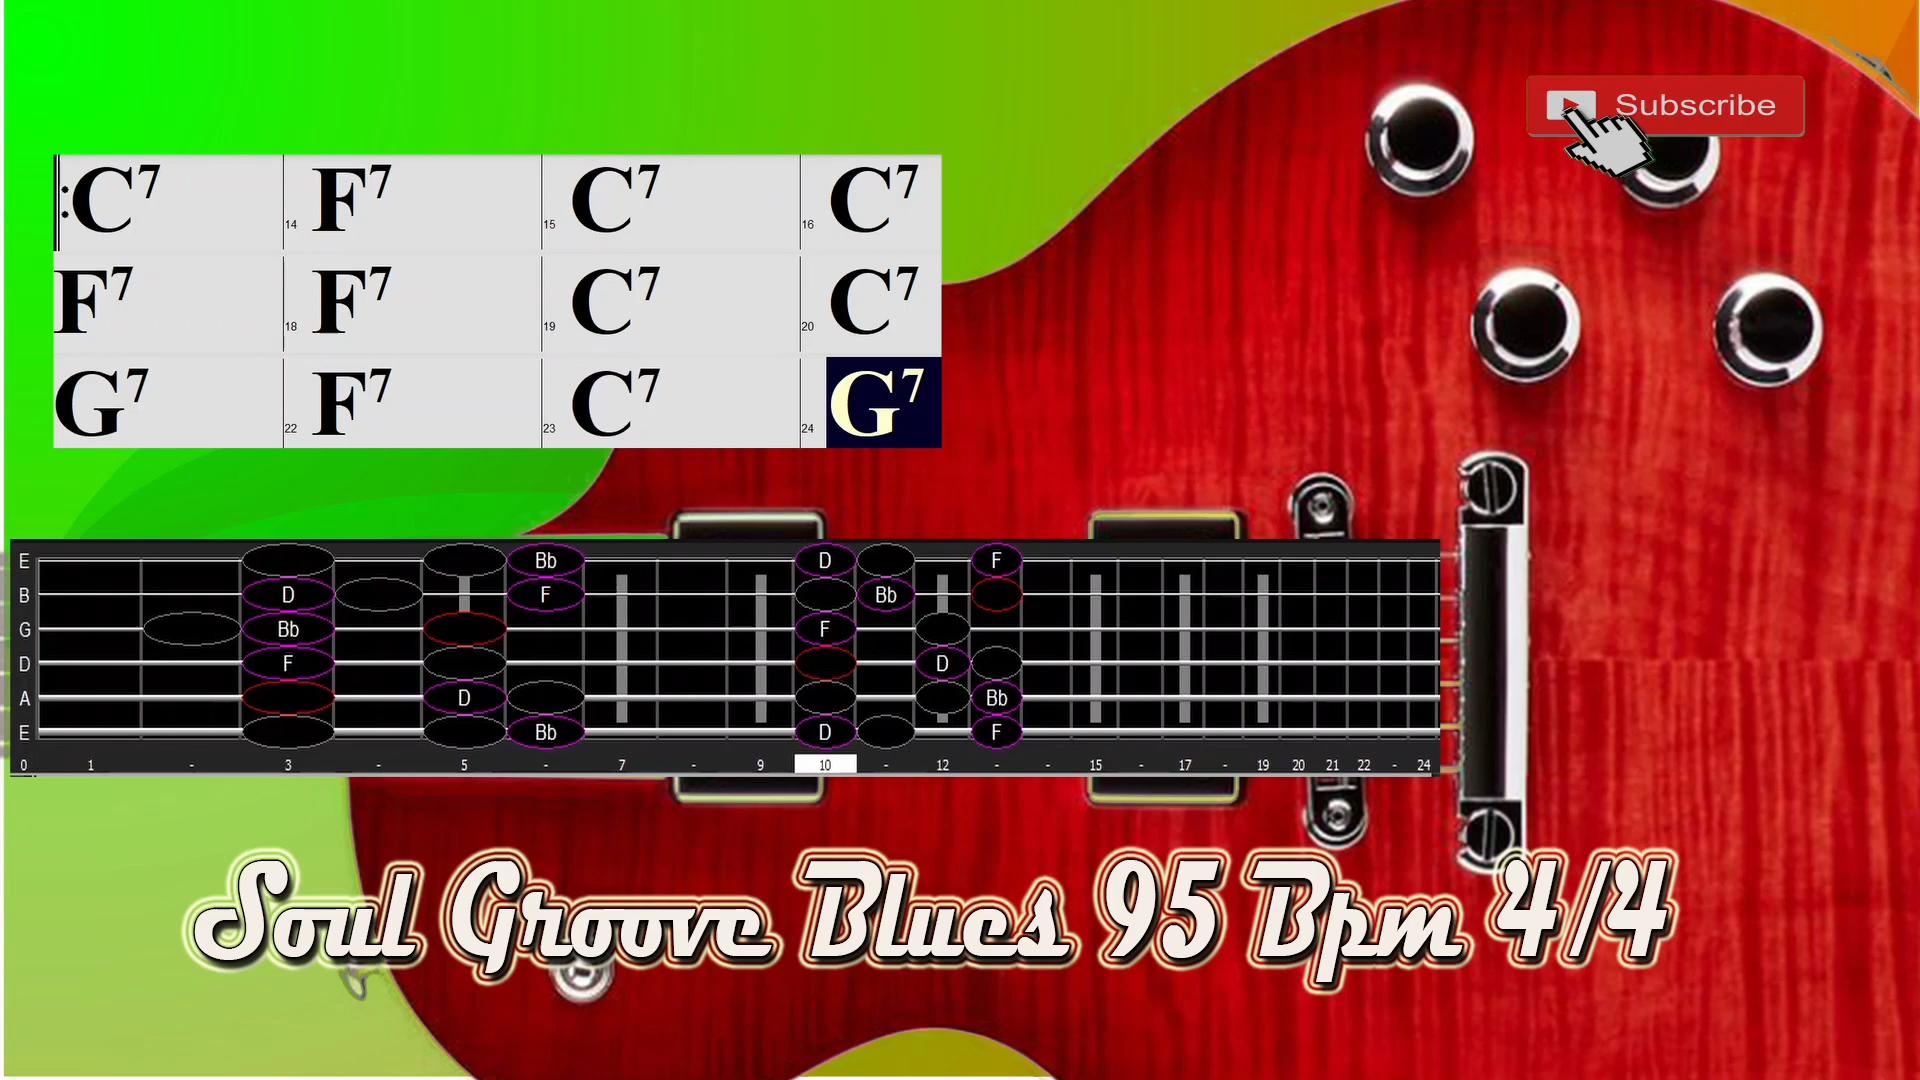 Subscribe
:C7 14 F7 15 C7 16 C7
F7 18 F7 19 C7 20 C7
G7 22 F7 23 C7 24 G7
E Bb D F
B D F Bb
G Bb F
D F D
A D Bb
E Bb D F
0 1 - 3 - 5 - 7 - 9 10 - 12 - - 15 - 17 - 19 20 21 22 - 24
Soul Groove Blues 95 Bpm 4/4